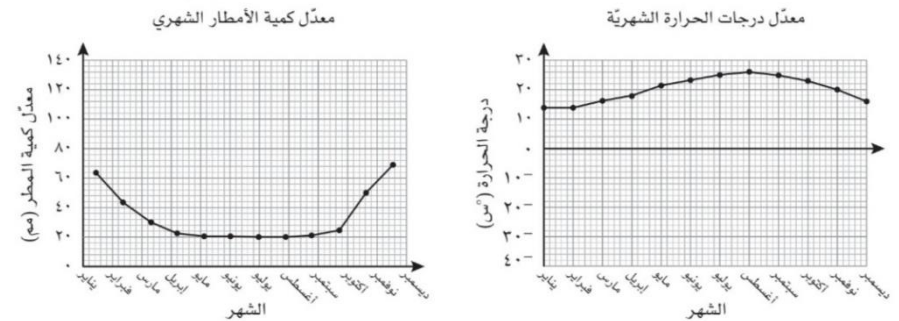 معدّل درجات الحرارة الشهريّة
درجة الحرارة (°س)
٣٠
٢٠
١٠
٠
١٠−
٢٠−
٣٠−
٤٠−
يناير
فبراير
مارس
إبريل
مايو
يونيو
يوليو
أغسطس
سبتمبر
أكتوبر
نوفمبر
ديسمبر
الشهر
معدّل كمية الأمطار الشهري
معدّل كمية المطر (مم)
١٤٠
١٢٠
١٠٠
٨٠
٦٠
٤٠
٢٠
٠
يناير
فبراير
مارس
إبريل
مايو
يونيو
يوليو
أغسطس
سبتمبر
أكتوبر
نوفمبر
ديسمبر
الشهر